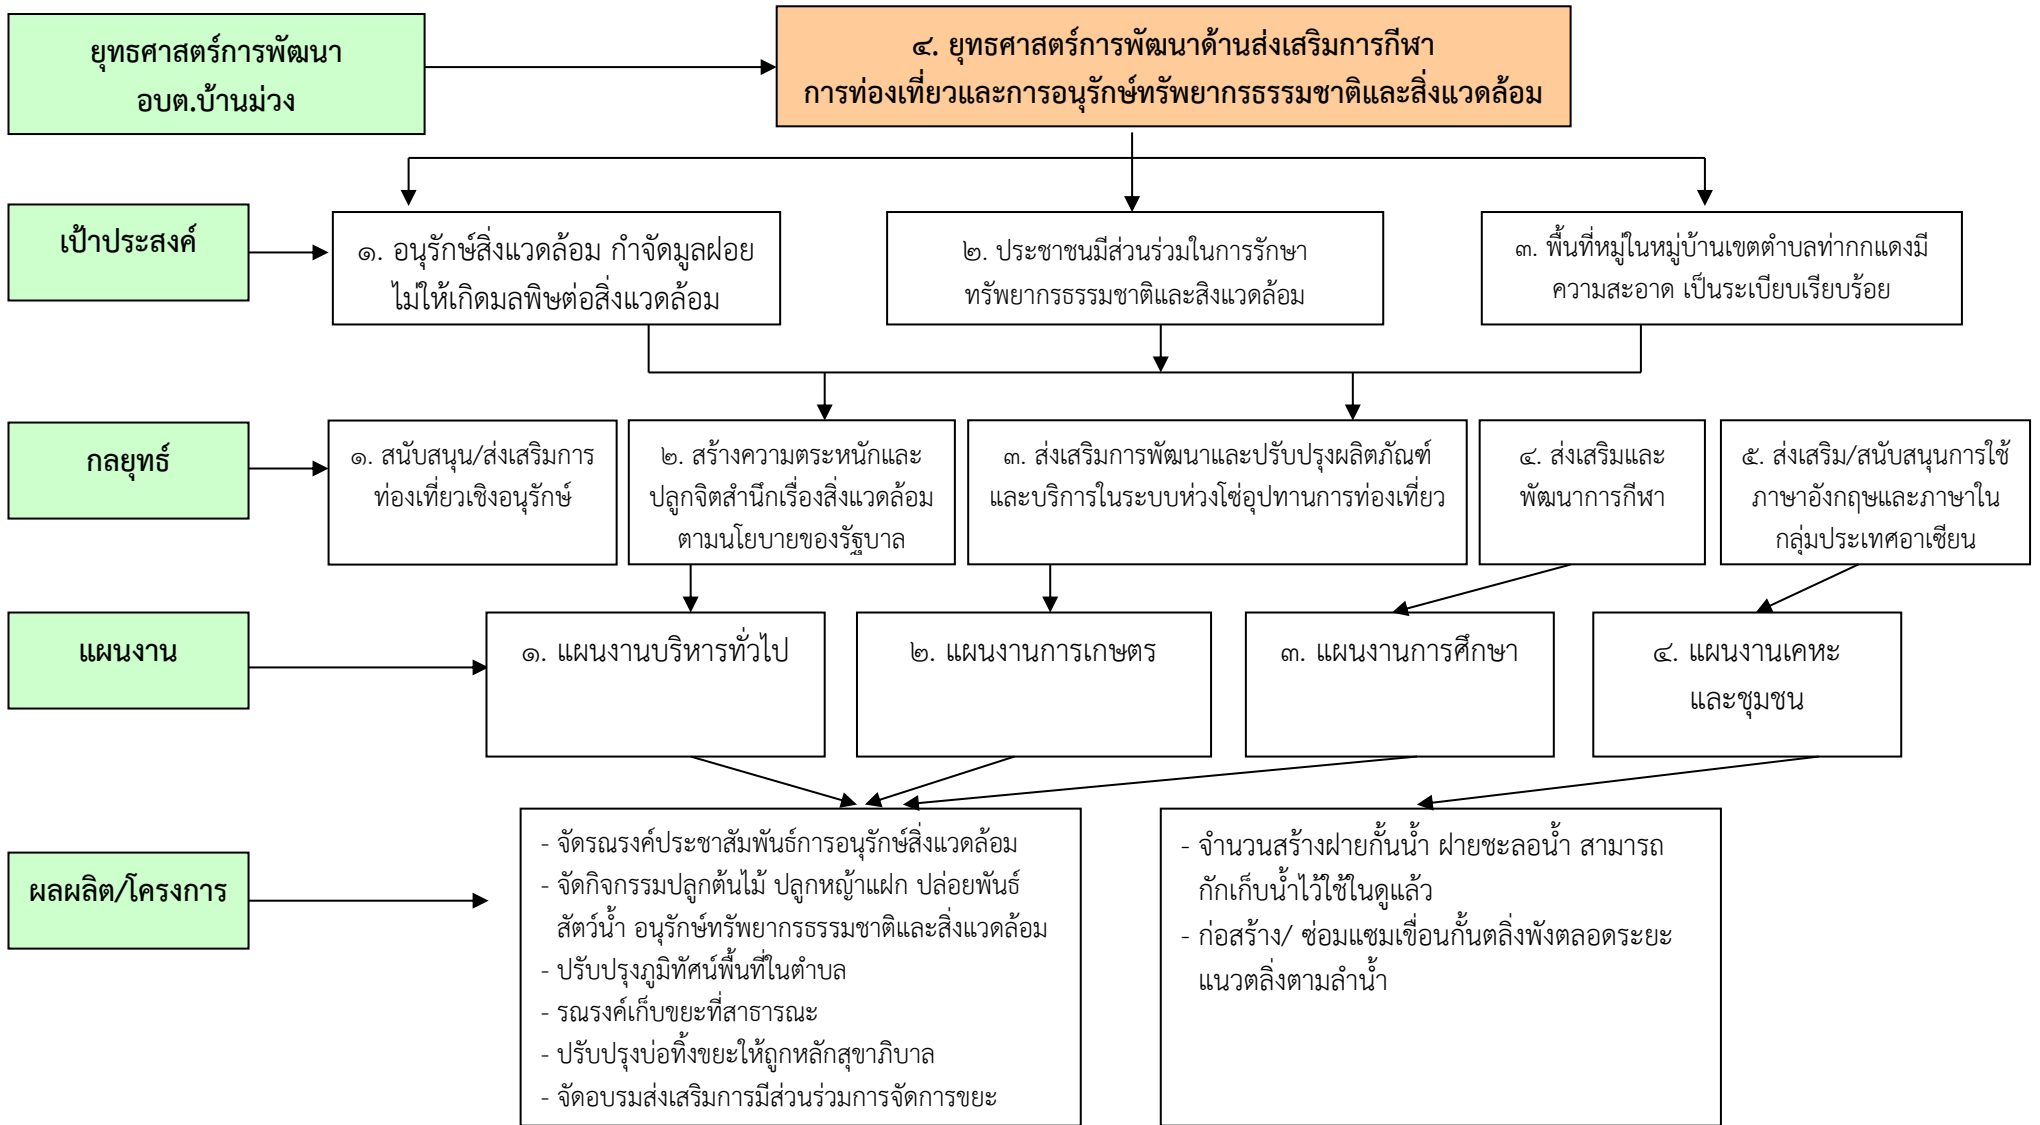 ยุทธศาสตร์การพัฒนา
อบต.บ้านม่วง
๔. ยุทธศาสตร์การพัฒนาด้านส่งเสริมการกีฬา
การท่องเที่ยวและการอนุรักษ์ทรัพยากรธรรมชาติและสิ่งแวดล้อม
เป้าประสงค์
๑. อนุรักษ์สิ่งแวดล้อม กำจัดมูลฝอย
ไม่ให้เกิดมลพิษต่อสิ่งแวดล้อม
๒. ประชาชนมีส่วนร่วมในการรักษา
ทรัพยากรธรรมชาติและสิงแวดล้อม
๓. พื้นที่หมู่ในหมู่บ้านเขตตำบลท่ากกแดงมี
ความสะอาด เป็นระเบียบเรียบร้อย
กลยุทธ์
๑. สนับสนุน/ส่งเสริมการ
ท่องเที่ยวเชิงอนุรักษ์
๒. สร้างความตระหนักและ
ปลูกจิตสำนึกเรื่องสิ่งแวดล้อม
ตามนโยบายของรัฐบาล
๓. ส่งเสริมการพัฒนาและปรับปรุงผลิตภัณฑ์
และบริการในระบบห่วงโซ่อุปทานการท่องเที่ยว
๔. ส่งเสริมและ
พัฒนาการกีฬา
๕. ส่งเสริม/สนับสนุนการใช้
ภาษาอังกฤษและภาษาใน
กลุ่มประเทศอาเซียน
แผนงาน
๑. แผนงานบริหารทั่วไป
๒. แผนงานการเกษตร
๓. แผนงานการศึกษา
๔. แผนงานเคหะ
และชุมชน
ผลผลิต/โครงการ
- จัดรณรงค์ประชาสัมพันธ์การอนุรักษ์สิ่งแวดล้อม
- จัดกิจกรรมปลูกต้นไม้ ปลูกหญ้าแฝก ปล่อยพันธ์
สัตว์น้ำ อนุรักษ์ทรัพยากรธรรมชาติและสิ่งแวดล้อม
- ปรับปรุงภูมิทัศน์พื้นที่ในตำบล
- รณรงค์เก็บขยะที่สาธารณะ
- ปรับปรุงบ่อทิ้งขยะให้ถูกหลักสุขาภิบาล
- จัดอบรมส่งเสริมการมีส่วนร่วมการจัดการขยะ
- จำนวนสร้างฝายกั้นน้ำ ฝายชะลอน้ำ สามารถ
กักเก็บน้ำไว้ใช้ในดูแล้ว
- ก่อสร้าง/ ซ่อมแซมเขื่อนกั้นตลิ่งพังตลอดระยะ
แนวตลิ่งตามลำน้ำ